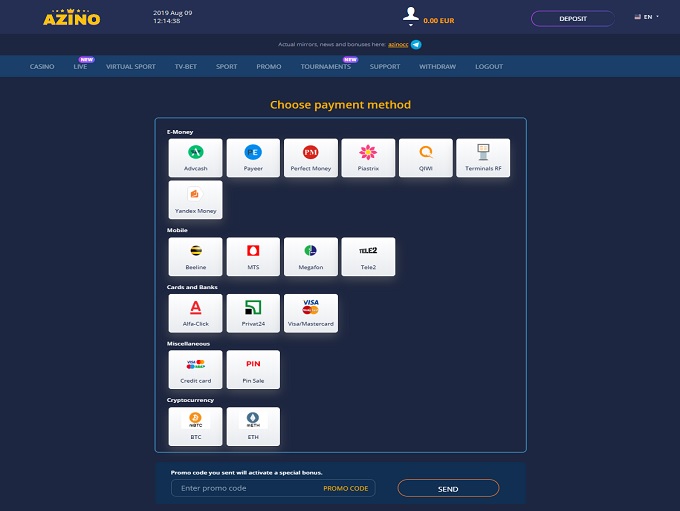 AZINO
2019 Aug 09
12:14:38
0.00 EUR
DEPOSIT
EN
Actual mirrors, news and bonuses here: azinocc
CASINO LIVE NEW VIRTUAL SPORT TV-BET SPORT PROMO TOURNAMENTS NEW SUPPORT WITHDRAW LOGOUT
Choose payment method
E-Money
Advcash Payeer Perfect Money Piastrix QIWI Terminals RF
Yandex Money
Mobile
Beeline MTS Megafon Tele2
TELE2
Cards and Banks
VISA
Alfa-Click Privat24 Visa/Mastercard
Miscellaneous
PIN
Credit card Pin Sale
Cryptocurrency
BTC ETH
Promo code you sent will activate a special bonus.
Enter promo code PROMO CODE SEND